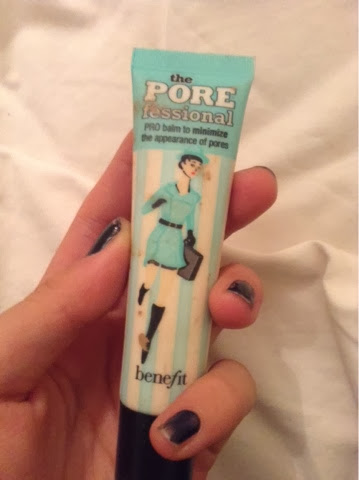 the
PORE
fessional
PRO balm to minimize
the appearance of pores
benefit